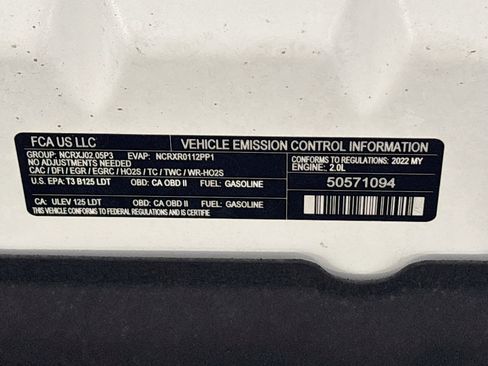 FCA US LLC
VEHICLE EMISSION CONTROL INFORMATION
GROUP: NCRXJ02.05P3 EVAP: NCRXR0112PP1
NO ADJUSTMENTS NEEDED
CAC / DFI / EGR / EGRC / HO2S / TC / TWC / WR-HO2S
CONFORMS TO REGULATIONS: 2022 MY
ENGINE: 2.0L
U.S. EPA: T3 B125 LDT OBD: CA OBD II FUEL: GASOLINE
50571094
CA: ULEV 125 LDT OBD: CA OBD II FUEL: GASOLINE
THIS VEHICLE CONFORMS TO FEDERAL REGULATIONS AND IS CERTIFIED.